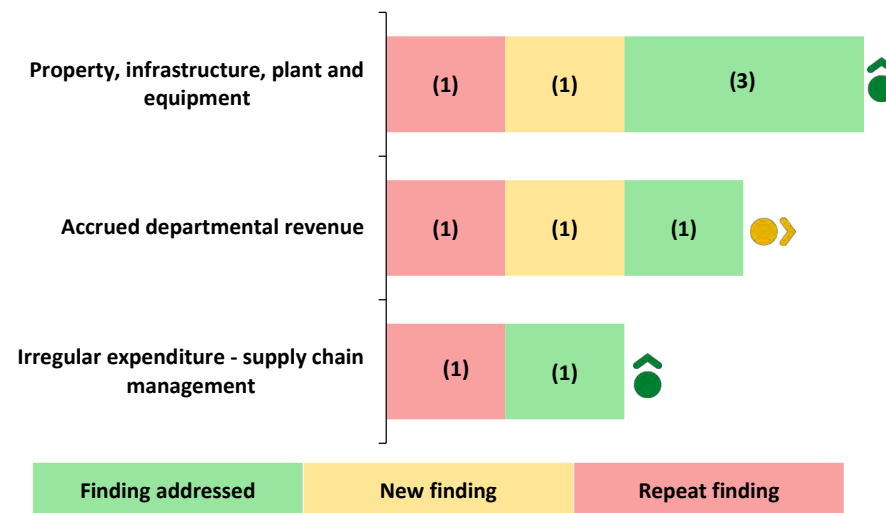 Property, infrastructure, plant and
equipment
(1)
(1)
(3)
Accrued departmental revenue
(1)
(1)
(1)
Irregular expenditure - supply chain
management
(1)
(1)
Finding addressed
New finding
Repeat finding